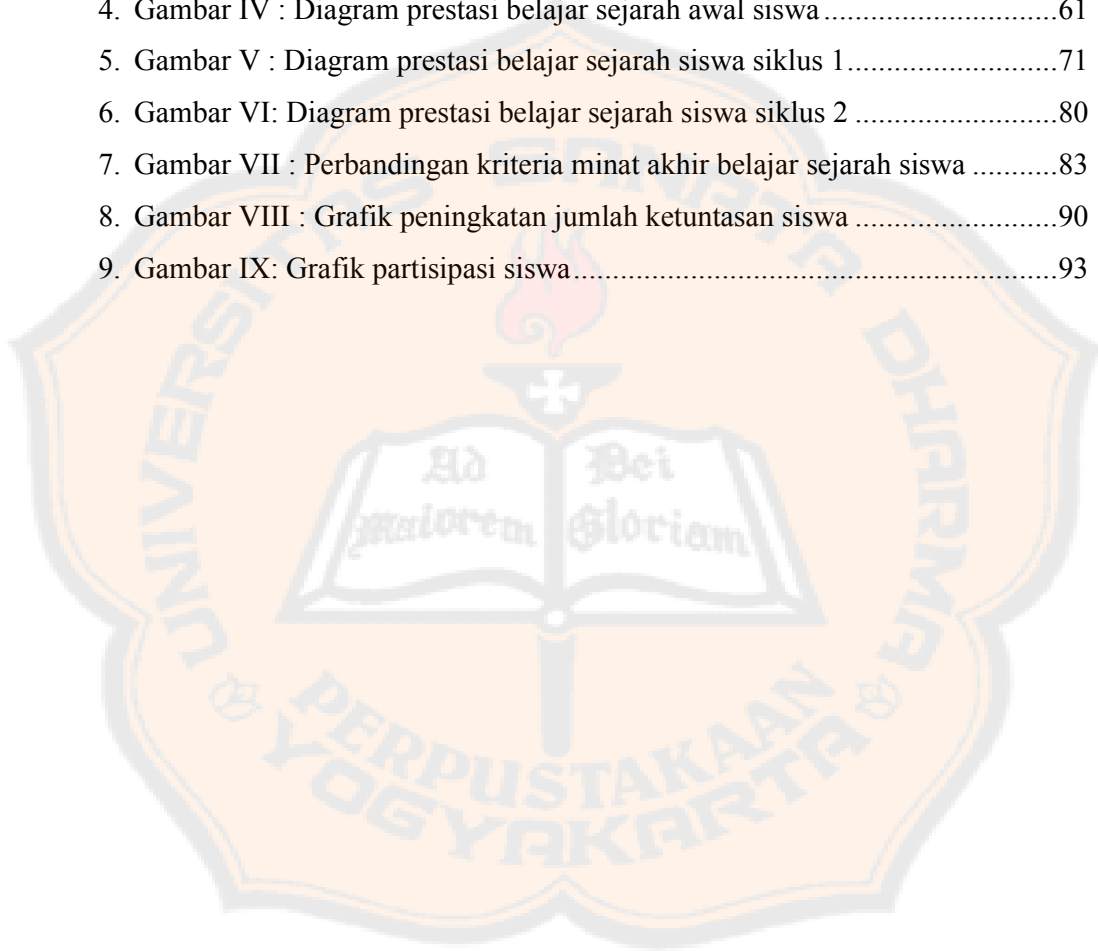 4. Gambar IV : Diagram prestasi belajar sejarah awal siswa ............................61
5. Gambar V : Diagram prestasi belajar sejarah siswa siklus 1.........................71
6. Gambar VI: Diagram prestasi belajar sejarah siswa siklus 2 ........................80
7. Gambar VII : Perbandingan kriteria minat akhir belajar sejarah siswa ..........83
8. Gambar VIII : Grafik peningkatan jumlah ketuntasan siswa ........................90
9. Gambar IX: Grafik partisipasi siswa..........................................................93
UNIVERSITAS SANATA DHARMA
Ad Dei
Maiorem Gloriam
PERPUSTAKAAN
YOGYAKARTA